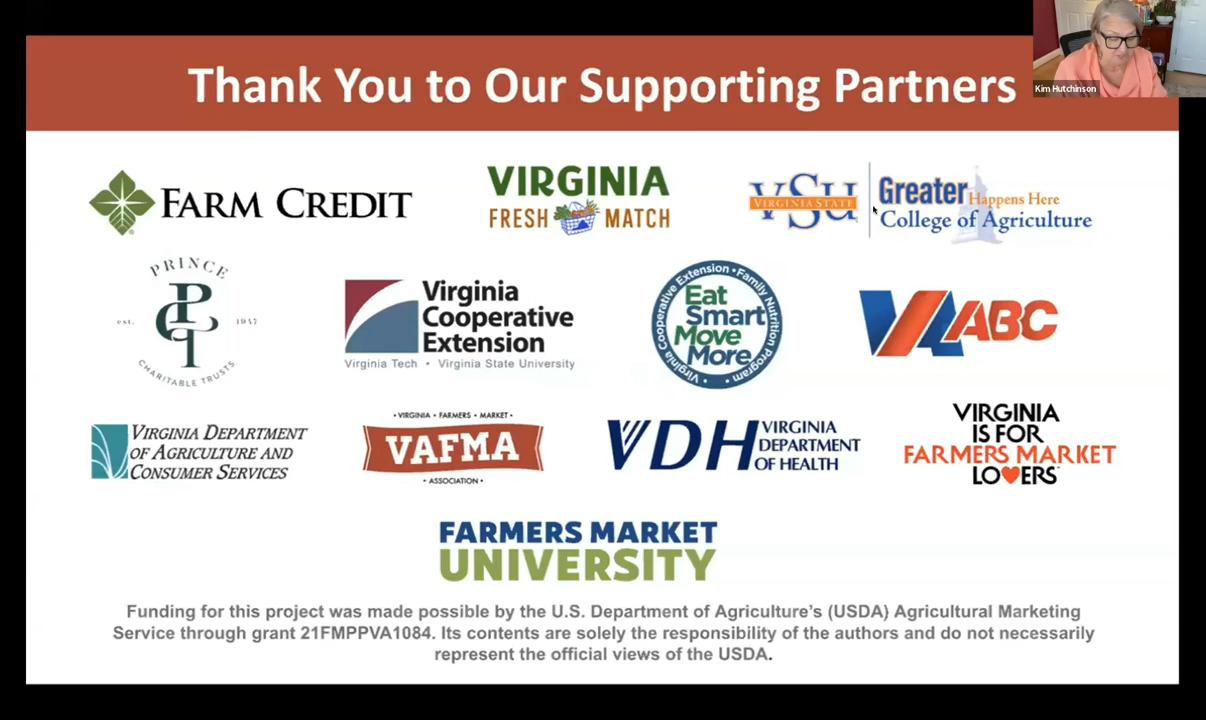 Thank You to Our Supporting Partners
Kim Hutchinson
FARM CREDIT
VIRGINIA
FRESH MATCH
VSU
VIRGINIA STATE
Greater
Happens Here
College of Agriculture
PRINCE
PCT
est. 1947
CHARITABLE TRUSTS
Virginia
Cooperative
Extension
Virginia Tech • Virginia State University
Virginia Cooperative Extension • Family Nutrition Program •
Eat
Smart
Move
More
VA ABC
VIRGINIA DEPARTMENT
OF AGRICULTURE AND
CONSUMER SERVICES
• VIRGINIA • FARMERS • MARKET •
VAFMA
• ASSOCIATION •
VDH
VIRGINIA
DEPARTMENT
OF HEALTH
VIRGINIA
IS FOR
FARMERS MARKET
LO♥ERS
FARMERS MARKET
UNIVERSITY
Funding for this project was made possible by the U.S. Department of Agriculture's (USDA) Agricultural Marketing
Service through grant 21FMPPVA1084. Its contents are solely the responsibility of the authors and do not necessarily
represent the official views of the USDA.